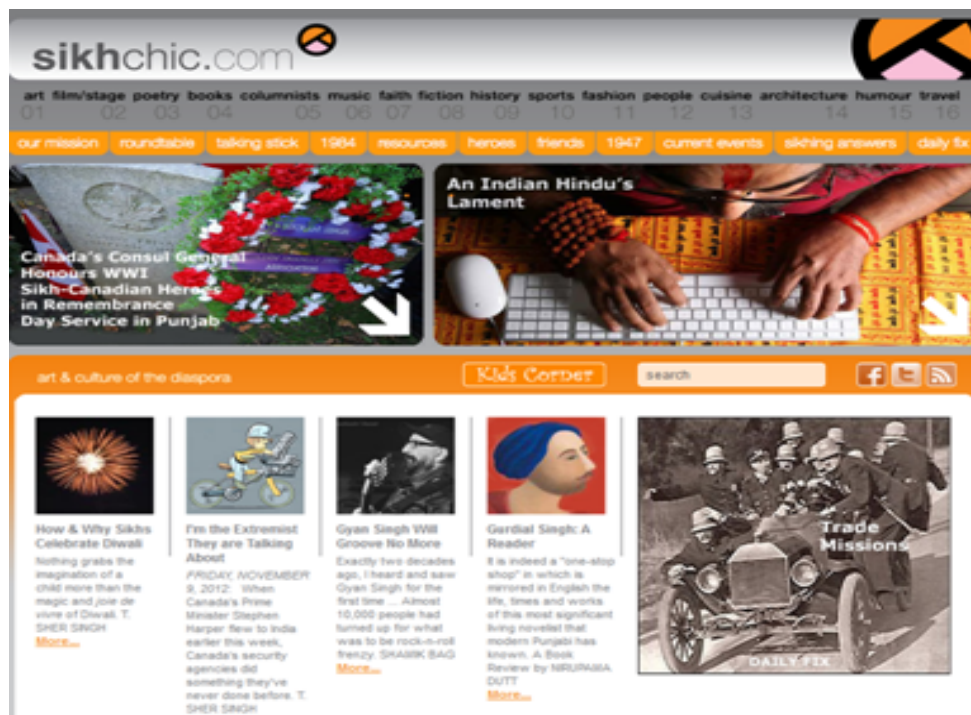 sikhchic.com
art film/stage poetry books columnists music faith fiction history sports fashion people cuisine architecture humour travel
01 02 03 04 05 06 07 08 09 10 11 12 13 14 15 16
our mission roundtable talking stick 1984 resources heroes friends 1947 current events sikhing answers daily fix
Canada's Consul General
Honours WWI
Sikh-Canadian Heroes
in Remembrance
Day Service in Punjab
An Indian Hindu's
Lament
art & culture of the diaspora
Kids Corner
search
How & Why Sikhs
Celebrate Diwali
Nothing grabs the
imagination of a
child more than the
magic and joie de
vivre of Diwali. T.
SHER SINGH
More...
I'm the Extremist
They are Talking
About
FRIDAY, NOVEMBER
9, 2012: When
Canada's Prime
Minister Stephen
Harper flew to India
earlier this week,
Canada's security
agencies did
something they've
never done before. T.
SHER SINGH
Gyan Singh Will
Groove No More
Exactly two decades
ago, I heard and saw
Gyan Singh for the
first time ... Almost
10,000 people had
turned up for what
was to be rock-n-roll
frenzy. SHAMIK BAG
More...
Gurdial Singh: A
Reader
It is indeed a "one-stop
shop" in which is
mirrored in English the
life, times and works
of this most significant
living novelist that
modern Punjabi has
known. A Book
Review by NIRUPAMA
DUTT
More...
Trade
Missions
DAILY FIX